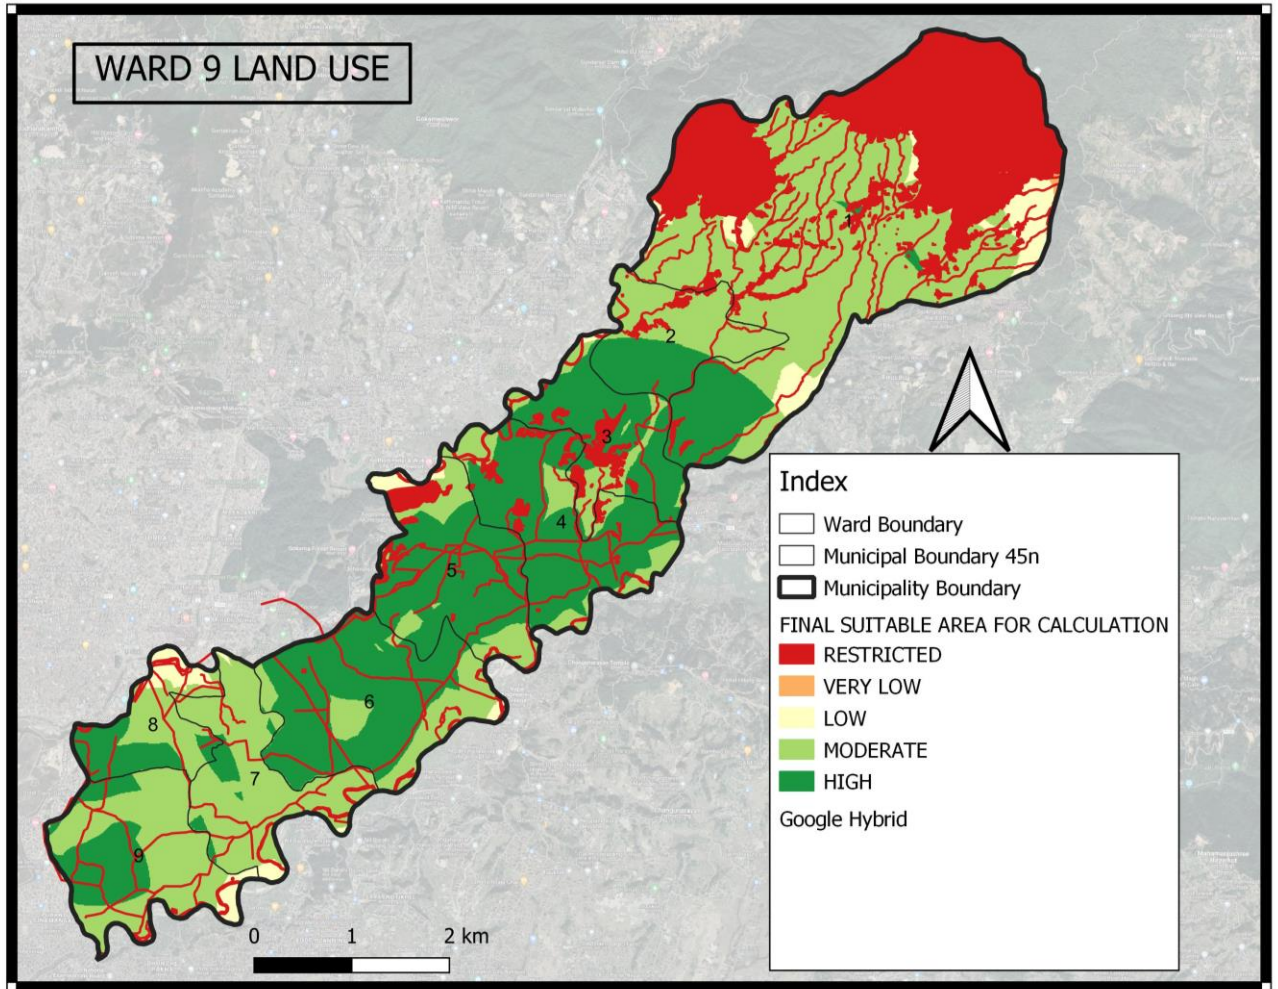 WARD 9 LAND USE
1
2
3
4
5
6
8
7
9
0 1 2 km
Index
Ward Boundary
Municipal Boundary 45n
Municipality Boundary
FINAL SUITABLE AREA FOR CALCULATION
RESTRICTED
VERY LOW
LOW
MODERATE
HIGH
Google Hybrid